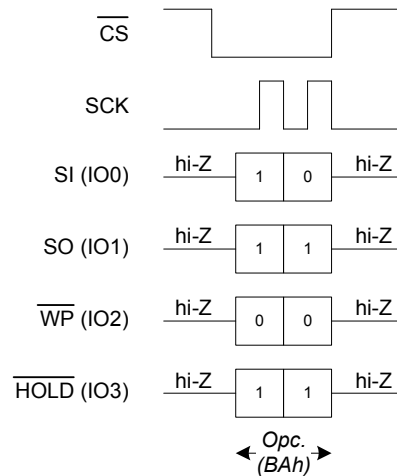 CS
SCK
hi-Z hi-Z
SI (IO0) 1 0
hi-Z hi-Z
SO (IO1) 1 1
hi-Z hi-Z
WP (IO2) 0 0
hi-Z hi-Z
HOLD (IO3) 1 1
Opc.
(BAh)